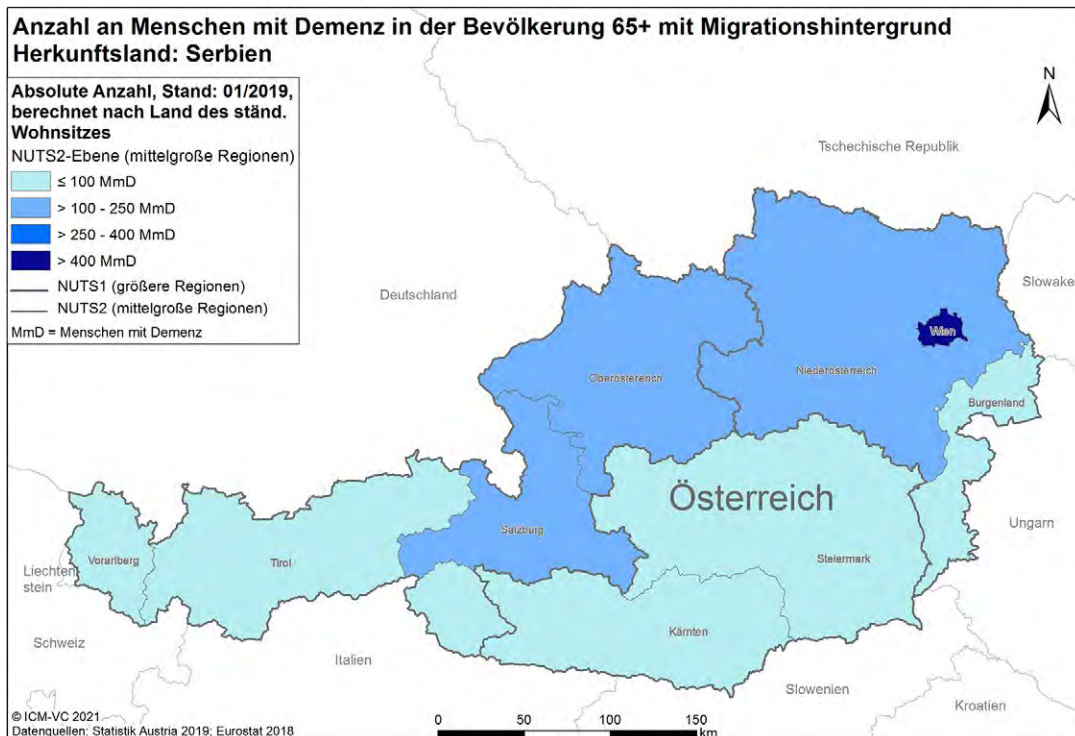 Anzahl an Menschen mit Demenz in der Bevölkerung 65+ mit Migrationshintergrund
Herkunftsland: Serbien
Absolute Anzahl, Stand: 01/2019,
berechnet nach Land des ständ.
Wohnsitzes
NUTS2-Ebene (mittelgroße Regionen)
≤ 100 MmD
> 100 - 250 MmD
> 250 - 400 MmD
> 400 MmD
NUTS1 (größere Regionen)
NUTS2 (mittelgroße Regionen)
MmD = Menschen mit Demenz
N
Tschechische Republik
Deutschland
Slowake
Wien
Oberösterreich
Niederösterreich
Burgenland
Österreich
Salzburg
Ungarn
Vorarlberg
Tirol
Steiermark
Liechten
stein
Kärnten
Schweiz
Italien
Slowenien
Kroatien
© ICM-VC 2021
Datenquellen: Statistik Austria 2019; Eurostat 2018
0 50 100 150
km